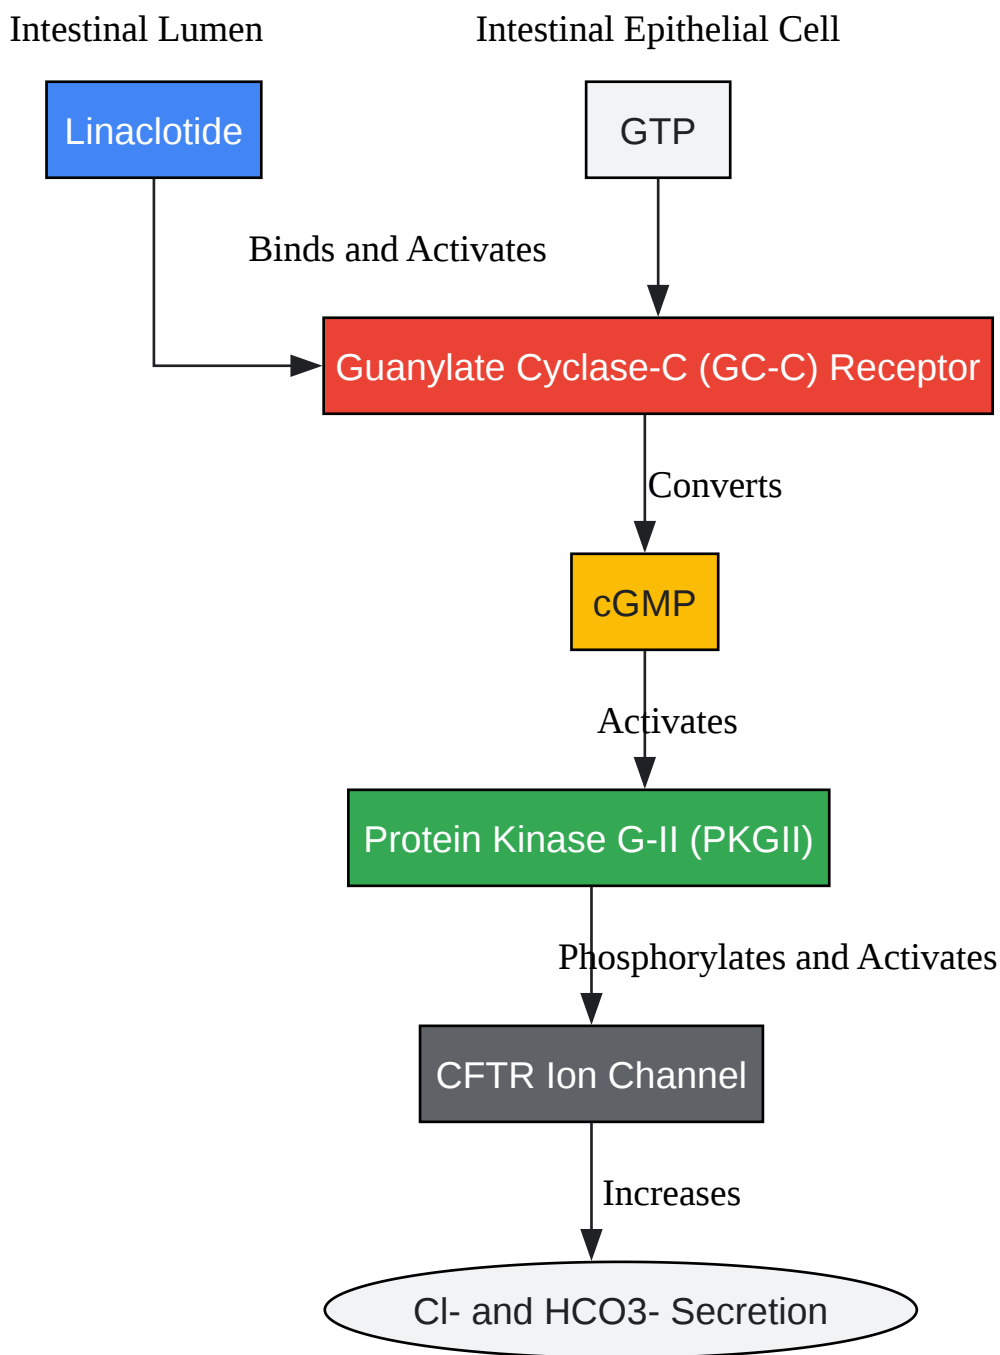 Intestinal Lumen
Intestinal Epithelial Cell
Linaclotide
GTP
Binds and Activates
Guanylate Cyclase-C (GC-C) Receptor
Converts
cGMP
Activates
Protein Kinase G-II (PKGII)
Phosphorylates and Activates
CFTR Ion Channel
Increases
Cl- and HCO3- Secretion